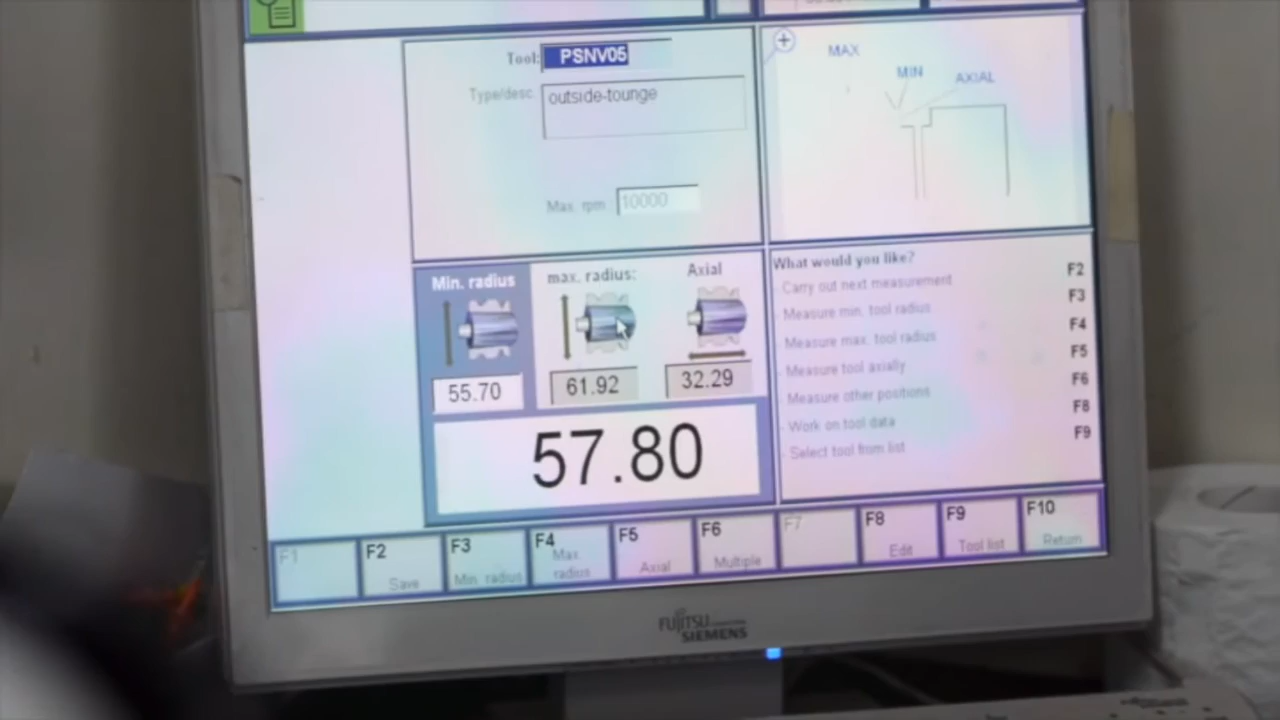 Tool: PSNV05
Type/desc. outside-tounge
Max. rpm 10000
MAX
MIN
AXIAL
Min. radius
max. radius:
Axial
55.70
61.92
32.29
57.80
What would you like?
- Carry out next measurement F2
- Measure min. tool radius F3
- Measure max. tool radius F4
- Measure tool axially F5
- Measure other positions F6
- Work on tool data F8
- Select tool from list F9
F1
F2 Save
F3 Min. radius
F4 Max. radius
F5 Axial
F6 Multiple
F7
F8 Edit
F9 Tool list
F10 Return
FUJITSU
SIEMENS